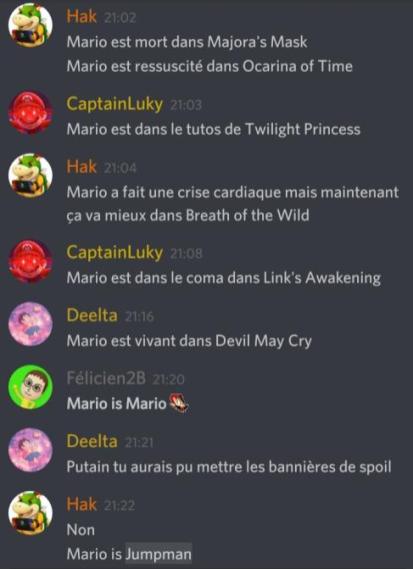 Hak 21:02
Mario est mort dans Majora's Mask
Mario est ressuscité dans Ocarina of Time
CaptainLuky 21:03
Mario est dans le tutos de Twilight Princess
Hak 21:04
Mario a fait une crise cardiaque mais maintenant
ça va mieux dans Breath of the Wild
CaptainLuky 21:08
Mario est dans le coma dans Link's Awakening
Deelta 21:16
Mario est vivant dans Devil May Cry
Félicien2B 21:20
Mario is Mario
Deelta 21:21
Putain tu aurais pu mettre les bannières de spoil
Hak 21:22
Non
Mario is Jumpman